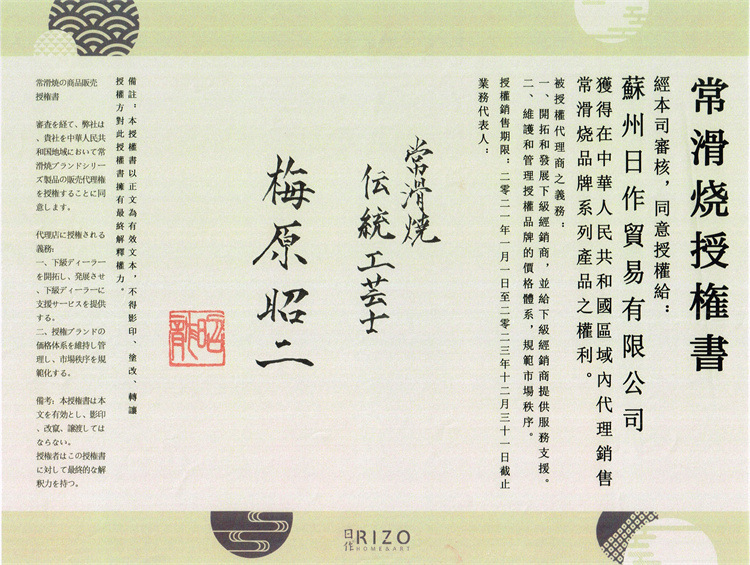 常滑烧授权書
經本司審核，同意授權給：
蘇州日作貿易有限公司
獲得在中華人民共和國區域內代理銷售
常滑烧品牌系列産品之權利。
被授權代理商之義務：
一、開拓和發展下級經銷商，並給下級經銷商提供服務支援。
二、維護和管理授權品牌的價格體系，規範市場秩序。
授權銷售期限：二零二一年一月一日至二零二三年十二月三十一日截止
業務代表人：
常滑燒
伝統工芸士
梅原昭二
備註：本授權書以正文為有效文本，不得影印、塗改、轉讓
授權方對此授權書擁有最終解釋權力。
常滑焼の商品販売
授権書
審査を経て、弊社は
、貴社を中華人民共
和国地域において常
滑焼ブランドシリー
ズ製品の販売代理権
を授権することに同
意します。
代理店に授権される
義務:
一、下級ディーラー
を開拓し、発展させ
、下級ディーラーに
支援サービスを提供
する。
二、授権ブランドの
価格体系を維持し管
理し、市場秩序を規
範化する。
備考：本授権書は本
文を有効とし、影印
、改竄、譲渡しては
ならない。
授権者はこの授権書
に対して最終的な解
釈力を持つ。
日作 RIZO
HOME&ART